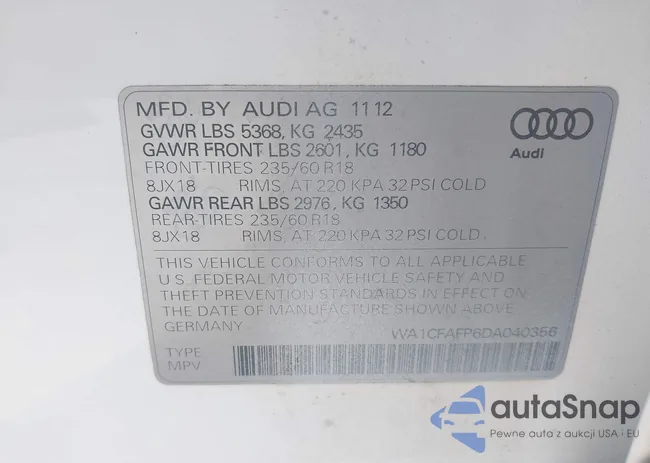 MFD. BY AUDI AG 11 12
GVWR LBS 5368, KG 2435
GAWR FRONT LBS 2601, KG 1180
FRONT-TIRES 235/60 R18
8JX18 RIMS, AT 220 KPA 32 PSI COLD
GAWR REAR LBS 2976, KG 1350
REAR-TIRES 235/60 R18
8JX18 RIMS, AT 220 KPA 32 PSI COLD
Audi
THIS VEHICLE CONFORMS TO ALL APPLICABLE
U.S. FEDERAL MOTOR VEHICLE SAFETY AND
THEFT PREVENTION STANDARDS IN EFFECT ON
THE DATE OF MANUFACTURE SHOWN ABOVE
GERMANY
WA1CFAFP6DA040356
TYPE
MPV
autaSnap
Pewne auta z aukcji USA i EU